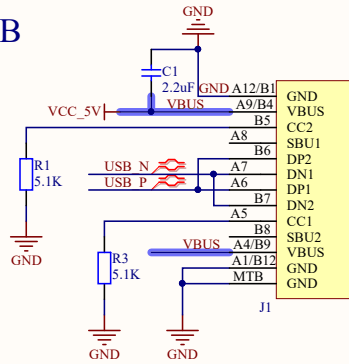 B
GND
C1
2.2uF
GND
A12/B1
GND
VCC_5V
VBUS
A9/B4
VBUS
B5
CC2
A8
SBU1
R1
5.1K
B6
DP2
USB_N
A7
DN1
USB_P
A6
DP1
B7
DN2
A5
CC1
B8
SBU2
GND
VBUS
A4/B9
VBUS
R3
5.1K
A1/B12
GND
MTB
GND
J1
GND
GND